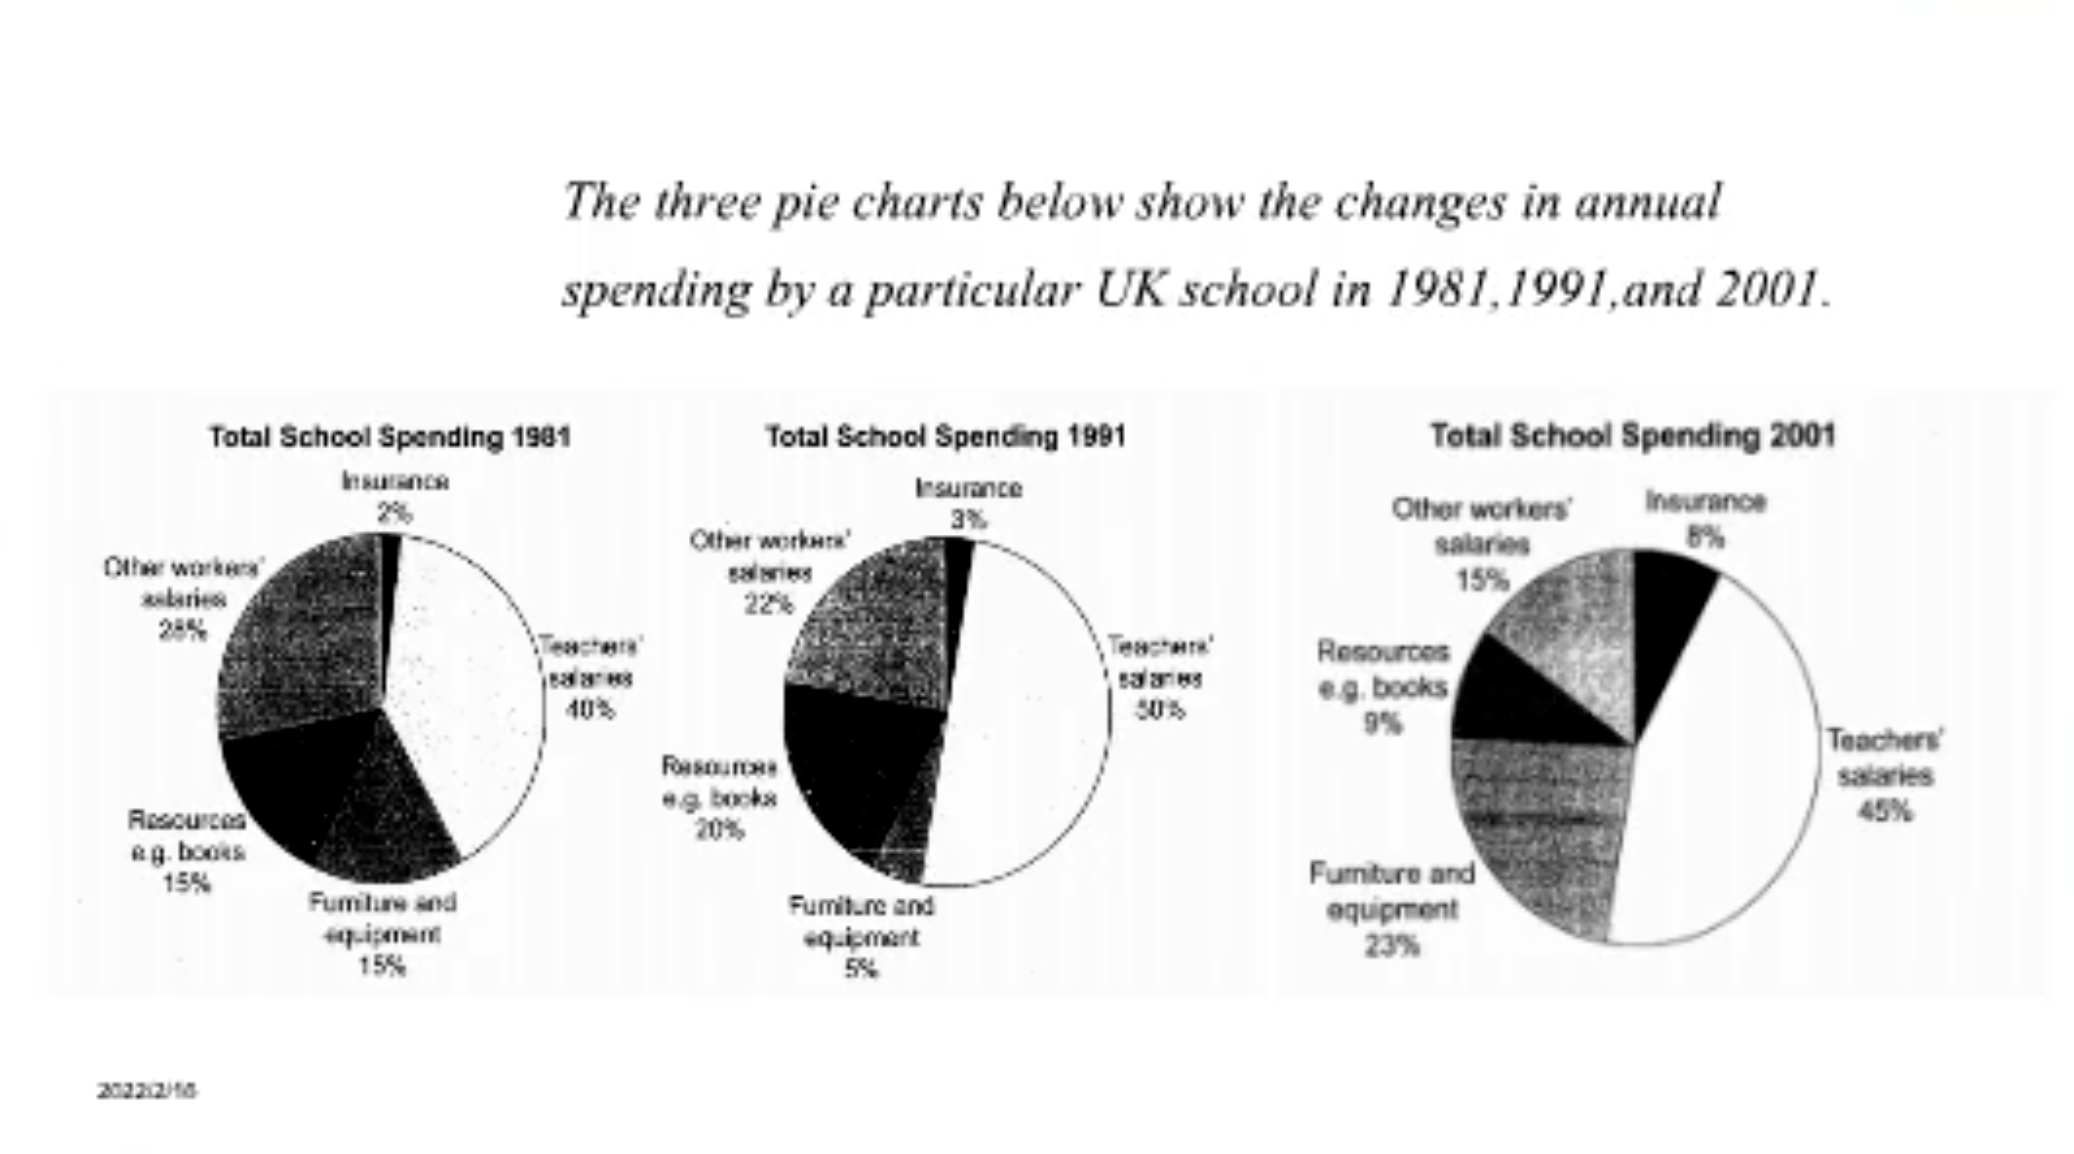 The three pie charts below show the changes in annual
spending by a particular UK school in 1981,1991,and 2001.
Total School Spending 1981
Insurance
2%
Other workers'
salaries
28%
Teachers'
salaries
40%
Resources
e.g. books
15%
Furniture and
equipment
15%
Total School Spending 1991
Insurance
3%
Other workers'
salaries
22%
Teachers'
salaries
50%
Resources
e.g. books
20%
Furniture and
equipment
5%
Total School Spending 2001
Other workers'
salaries
15%
Insurance
8%
Resources
e.g. books
9%
Teachers'
salaries
45%
Furniture and
equipment
23%